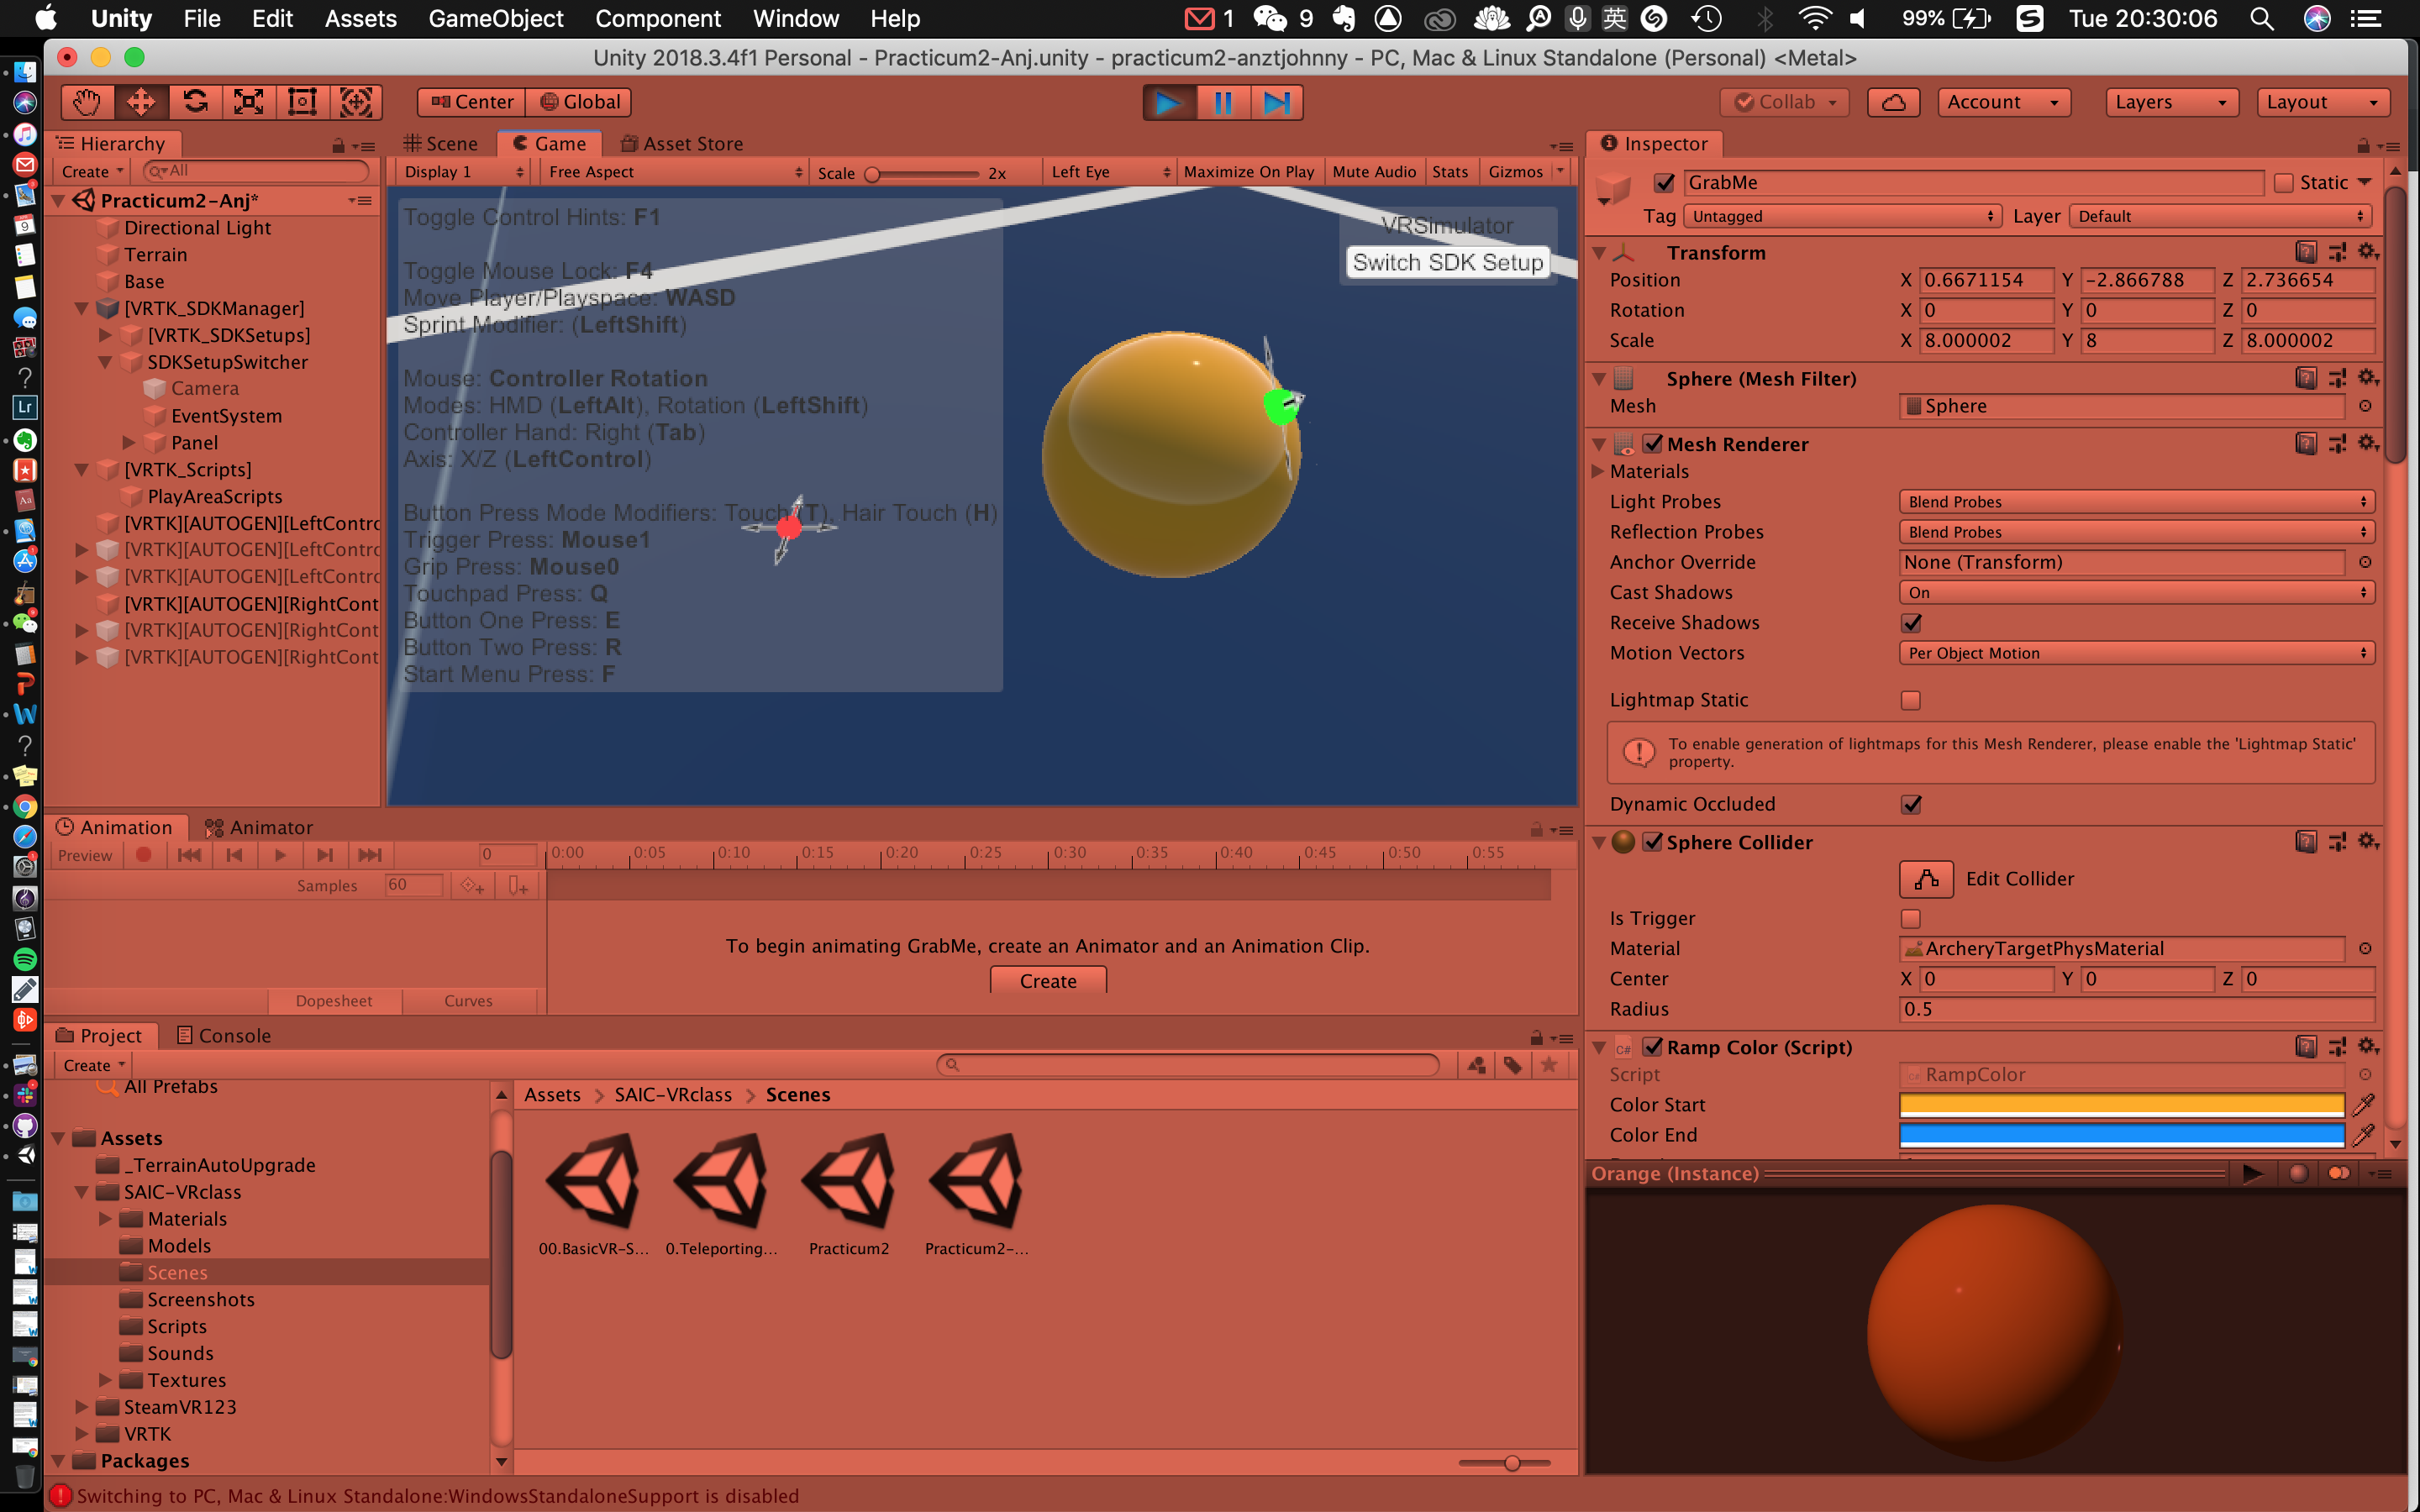 Unity File Edit Assets GameObject Component Window Help 1 9 英 99% Tue 20:30:06
Unity 2018.3.4f1 Personal - Practicum2-Anj.unity - practicum2-anztjohnny - PC, Mac & Linux Standalone (Personal) <Metal>
Center Global Collab Account Layers Layout
Hierarchy
Create All
Practicum2-Anj*
Directional Light
Terrain
Base
[VRTK_SDKManager]
[VRTK_SDKSetups]
SDKSetupSwitcher
Camera
EventSystem
Panel
[VRTK_Scripts]
PlayAreaScripts
[VRTK][AUTOGEN][LeftContro
[VRTK][AUTOGEN][LeftContro
[VRTK][AUTOGEN][LeftContro
[VRTK][AUTOGEN][RightCont
[VRTK][AUTOGEN][RightCont
[VRTK][AUTOGEN][RightCont
Scene Game Asset Store
Display 1 Free Aspect Scale 2x Left Eye Maximize On Play Mute Audio Stats Gizmos
Toggle Control Hints: F1
Toggle Mouse Lock: F4
Move Player/Playspace: WASD
Sprint Modifier: (LeftShift)
Mouse: Controller Rotation
Modes: HMD (LeftAlt), Rotation (LeftShift)
Controller Hand: Right (Tab)
Axis: X/Z (LeftControl)
Button Press Mode Modifiers: Touch (T), Hair Touch (H)
Trigger Press: Mouse1
Grip Press: Mouse0
Touchpad Press: Q
Button One Press: E
Button Two Press: R
Start Menu Press: F
VRSimulator
Switch SDK Setup
Inspector
GrabMe Static
Tag Untagged Layer Default
Transform
Position X 0.6671154 Y -2.866788 Z 2.736654
Rotation X 0 Y 0 Z 0
Scale X 8.000002 Y 8 Z 8.000002
Sphere (Mesh Filter)
Mesh Sphere
Mesh Renderer
Materials
Light Probes Blend Probes
Reflection Probes Blend Probes
Anchor Override None (Transform)
Cast Shadows On
Receive Shadows
Motion Vectors Per Object Motion
Lightmap Static
To enable generation of lightmaps for this Mesh Renderer, please enable the 'Lightmap Static'
property.
Dynamic Occluded
Sphere Collider
Edit Collider
Is Trigger
Material ArcheryTargetPhysMaterial
Center X 0 Y 0 Z 0
Radius 0.5
Ramp Color (Script)
Script RampColor
Color Start
Color End
Orange (Instance)
Animation Animator
Preview 0 0:00 0:05 0:10 0:15 0:20 0:25 0:30 0:35 0:40 0:45 0:50 0:55
Samples 60
To begin animating GrabMe, create an Animator and an Animation Clip.
Create
Dopesheet Curves
Project Console
Create
All Prefabs
Assets
_TerrainAutoUpgrade
SAIC-VRclass
Materials
Models
Scenes
Screenshots
Scripts
Sounds
Textures
SteamVR123
VRTK
Packages
Assets > SAIC-VRclass > Scenes
00.BasicVR-S... 0.Teleporting... Practicum2 Practicum2-...
Switching to PC, Mac & Linux Standalone:WindowsStandaloneSupport is disabled